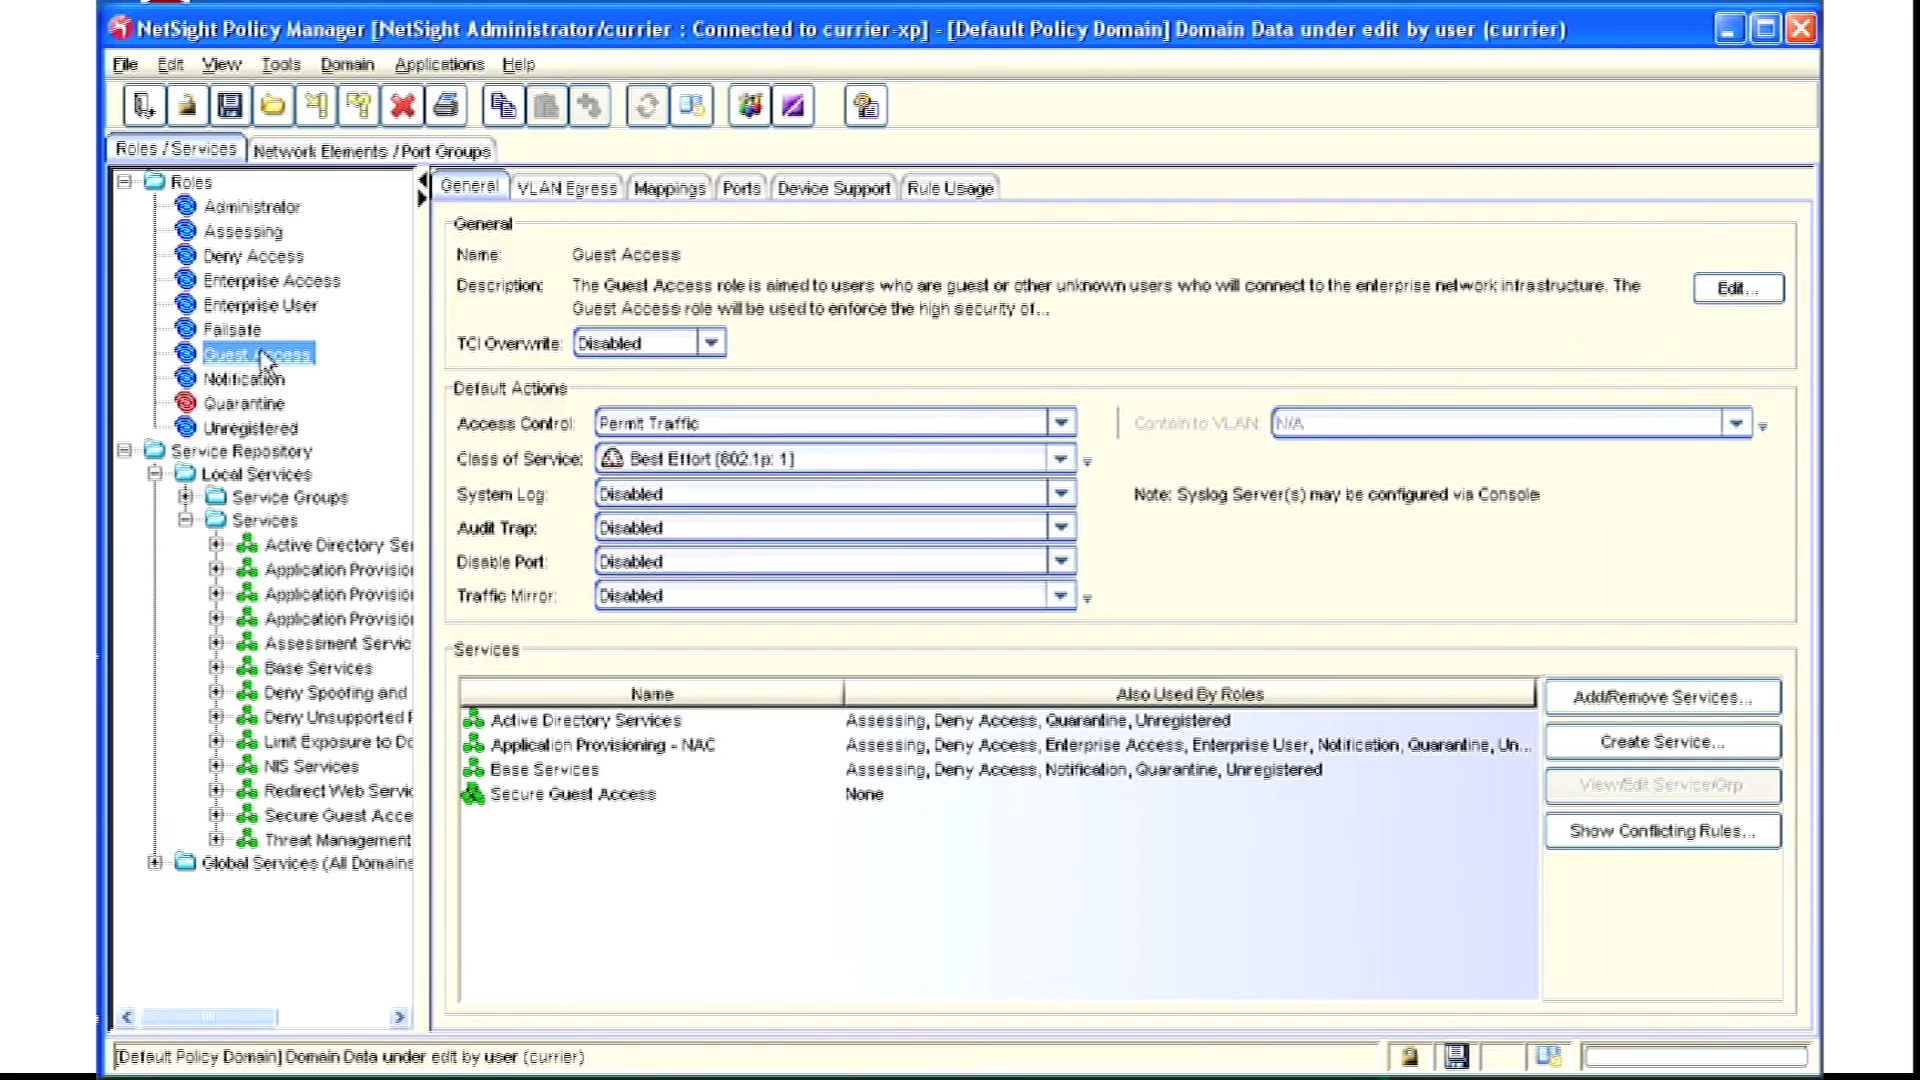 NetSight Policy Manager [NetSight Administrator/currier : Connected to currier-xp] - [Default Policy Domain] Domain Data under edit by user (currier)
File Edit View Tools Domain Applications Help
Roles / Services Network Elements / Port Groups
Roles
Administrator
Assessing
Deny Access
Enterprise Access
Enterprise User
Failsafe
Guest Access
Notification
Quarantine
Unregistered
Service Repository
Local Services
Service Groups
Services
Active Directory Ser
Application Provision
Application Provision
Application Provision
Assessment Servic
Base Services
Deny Spoofing and
Deny Unsupported P
Limit Exposure to Do
NIS Services
Redirect Web Servic
Secure Guest Acce
Threat Management
Global Services (All Domains
General VLAN Egress Mappings Ports Device Support Rule Usage
General
Name: Guest Access
Description: The Guest Access role is aimed to users who are guest or other unknown users who will connect to the enterprise network infrastructure. The
Guest Access role will be used to enforce the high security of...
Edit...
TCI Overwrite: Disabled
Default Actions
Access Control: Permit Traffic
Contain to VLAN: N/A
Class of Service: Best Effort [802.1p: 1]
System Log: Disabled
Note: Syslog Server(s) may be configured via Console
Audit Trap: Disabled
Disable Port: Disabled
Traffic Mirror: Disabled
Services
Name Also Used By Roles
Active Directory Services Assessing, Deny Access, Quarantine, Unregistered
Application Provisioning - NAC Assessing, Deny Access, Enterprise Access, Enterprise User, Notification, Quarantine, Un...
Base Services Assessing, Deny Access, Notification, Quarantine, Unregistered
Secure Guest Access None
Add/Remove Services...
Create Service...
View/Edit Service/Grp
Show Conflicting Rules...
[Default Policy Domain] Domain Data under edit by user (currier)